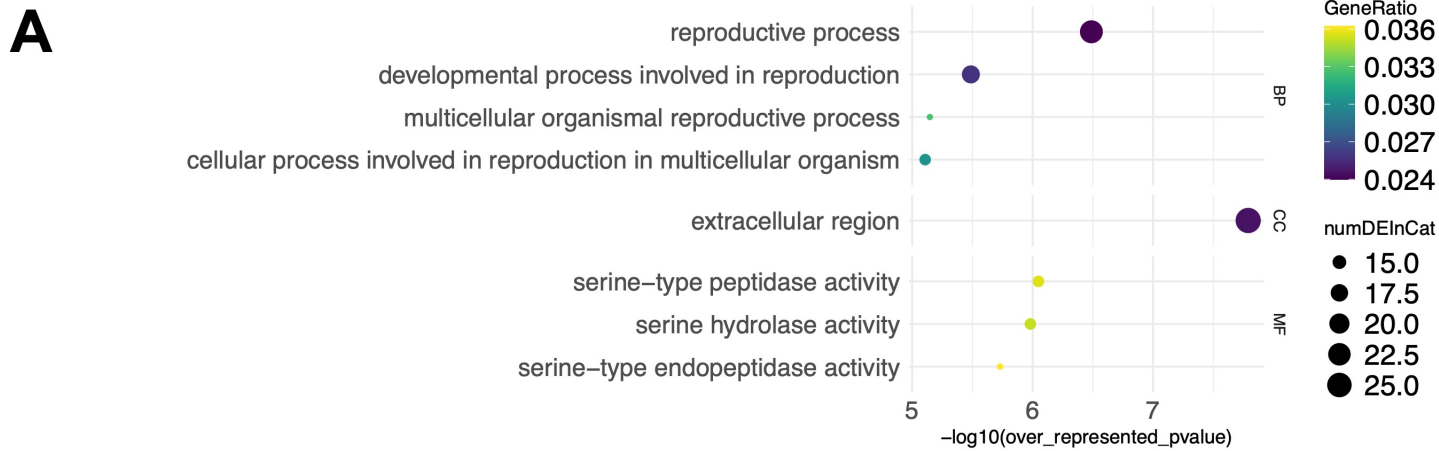 A
reproductive process
developmental process involved in reproduction
multicellular organismal reproductive process
cellular process involved in reproduction in multicellular organism
BP
extracellular region
CC
serine−type peptidase activity
serine hydrolase activity
serine−type endopeptidase activity
MF
5 6 7
−log10(over_represented_pvalue)
GeneRatio
0.036
0.033
0.030
0.027
0.024
numDEInCat
15.0
17.5
20.0
22.5
25.0